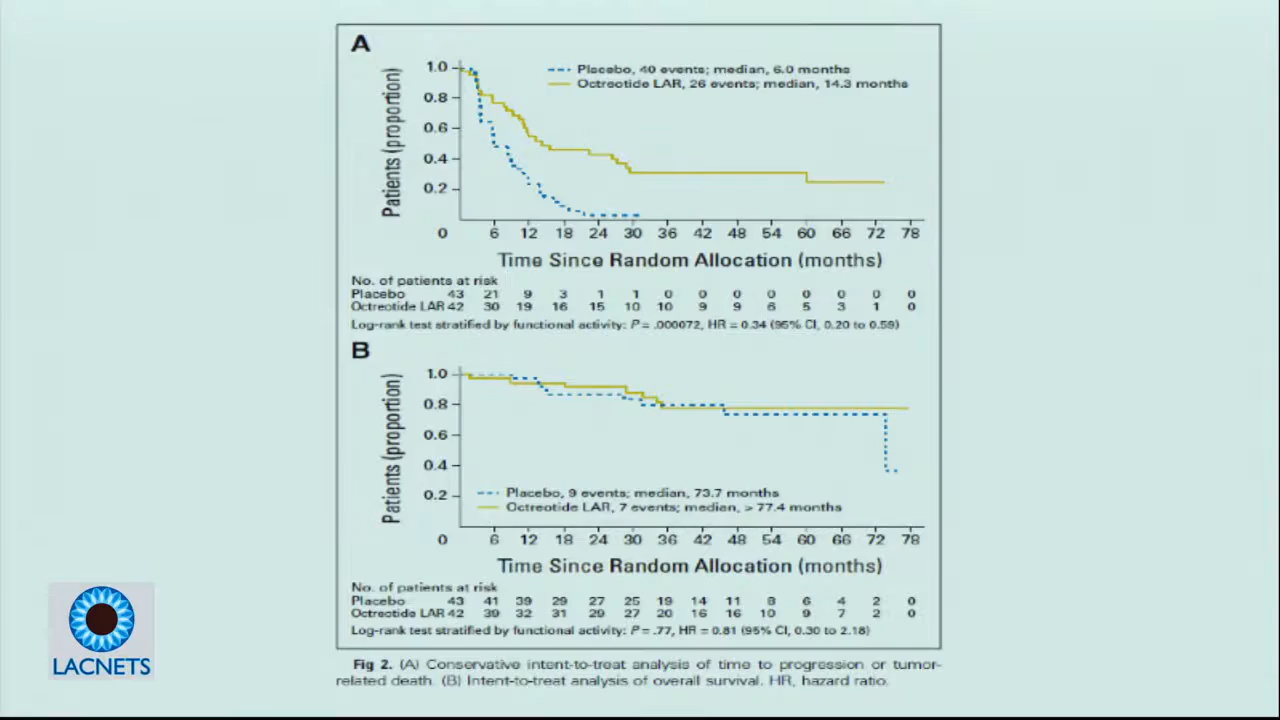 A
Patients (proportion)
1.0
0.8
0.6
0.4
0.2
Placebo, 40 events; median, 6.0 months
Octreotide LAR, 26 events; median, 14.3 months
0 6 12 18 24 30 36 42 48 54 60 66 72 78
Time Since Random Allocation (months)
No. of patients at risk
Placebo 43 21 9 3 1 1 0 0 0 0 0 0 0 0
Octreotide LAR 42 30 19 16 15 10 10 9 9 6 5 3 1 0
Log-rank test stratified by functional activity: P = .000072, HR = 0.34 (95% CI, 0.20 to 0.59)
B
Patients (proportion)
1.0
0.8
0.6
0.4
0.2
Placebo, 9 events; median, 73.7 months
Octreotide LAR, 7 events; median, > 77.4 months
0 6 12 18 24 30 36 42 48 54 60 66 72 78
Time Since Random Allocation (months)
No. of patients at risk
Placebo 43 41 39 29 27 25 19 14 11 8 6 4 2 0
Octreotide LAR 42 39 32 31 29 27 20 16 16 10 9 7 2 0
Log-rank test stratified by functional activity: P = .77, HR = 0.81 (95% CI, 0.30 to 2.18)
Fig 2. (A) Conservative intent-to-treat analysis of time to progression or tumor-
related death. (B) Intent-to-treat analysis of overall survival. HR, hazard ratio.
LACNETS